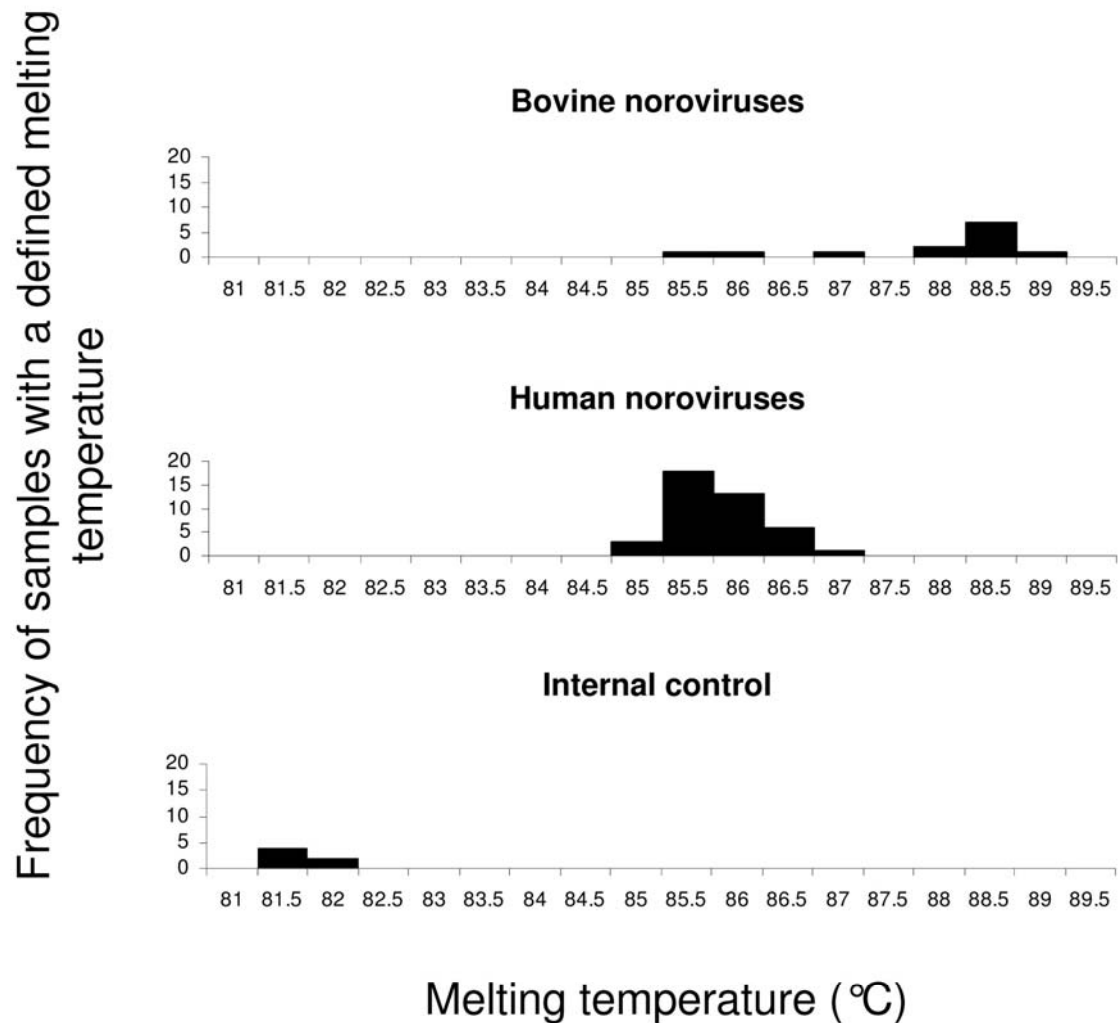 Frequency of samples with a defined melting
temperature
Bovine noroviruses
20
15
10
5
0
81 81.5 82 82.5 83 83.5 84 84.5 85 85.5 86 86.5 87 87.5 88 88.5 89 89.5
Human noroviruses
20
15
10
5
0
81 81.5 82 82.5 83 83.5 84 84.5 85 85.5 86 86.5 87 87.5 88 88.5 89 89.5
Internal control
20
15
10
5
0
81 81.5 82 82.5 83 83.5 84 84.5 85 85.5 86 86.5 87 87.5 88 88.5 89 89.5
Melting temperature (°C)